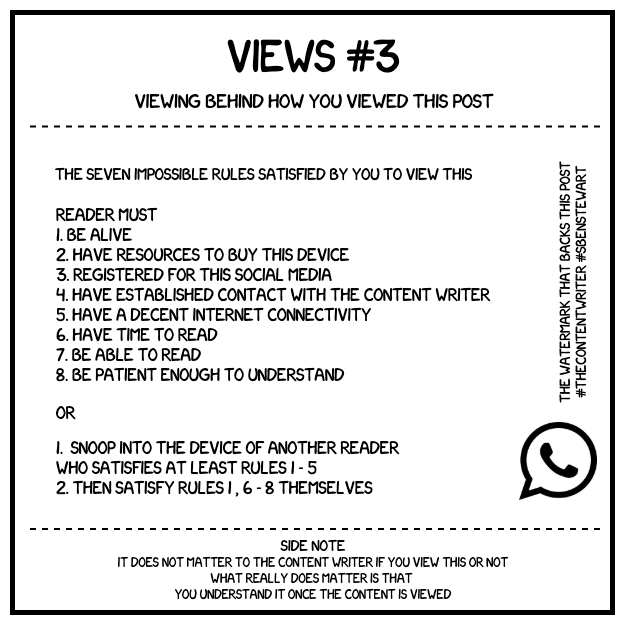 VIEWS #3
VIEWING BEHIND HOW YOU VIEWED THIS POST
THE SEVEN IMPOSSIBLE RULES SATISFIED BY YOU TO VIEW THIS
READER MUST
1. BE ALIVE
2. HAVE RESOURCES TO BUY THIS DEVICE
3. REGISTERED FOR THIS SOCIAL MEDIA
4. HAVE ESTABLISHED CONTACT WITH THE CONTENT WRITER
5. HAVE A DECENT INTERNET CONNECTIVITY
6. HAVE TIME TO READ
7. BE ABLE TO READ
8. BE PATIENT ENOUGH TO UNDERSTAND
OR
1. SNOOP INTO THE DEVICE OF ANOTHER READER
WHO SATISFIES AT LEAST RULES 1 - 5
2. THEN SATISFY RULES 1, 6 - 8 THEMSELVES
THE WATERMARK THAT BACKS THIS POST
#THECONTENTWRITER #SBENSTEWART
SIDE NOTE
IT DOES NOT MATTER TO THE CONTENT WRITER IF YOU VIEW THIS OR NOT
WHAT REALLY DOES MATTER IS THAT
YOU UNDERSTAND IT ONCE THE CONTENT IS VIEWED